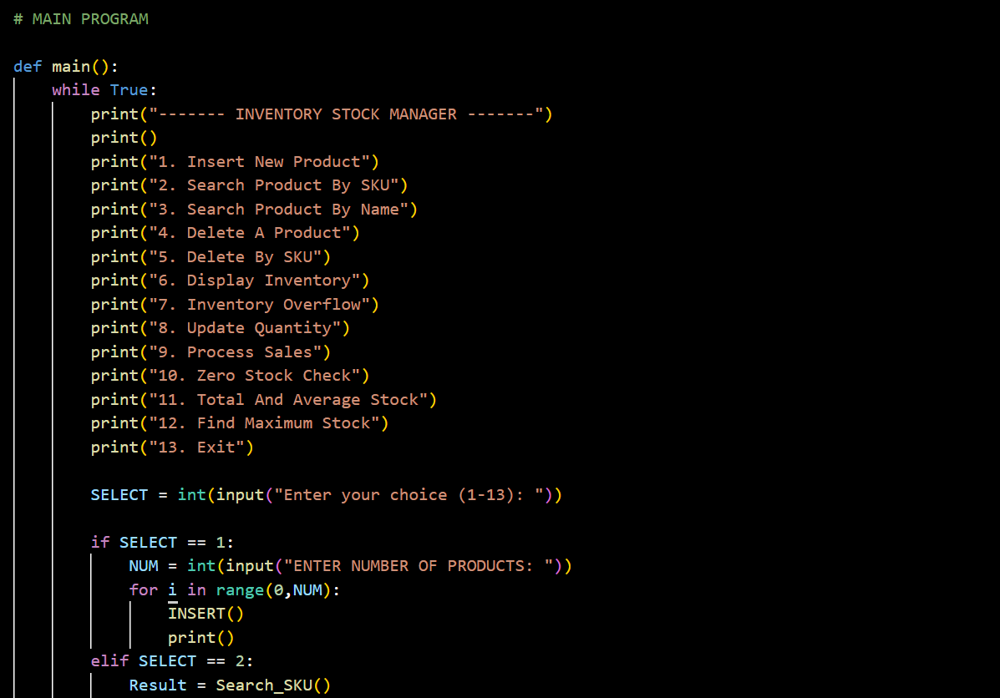 # MAIN PROGRAM
def main():
while True:
print("------- INVENTORY STOCK MANAGER -------")
print()
print("1. Insert New Product")
print("2. Search Product By SKU")
print("3. Search Product By Name")
print("4. Delete A Product")
print("5. Delete By SKU")
print("6. Display Inventory")
print("7. Inventory Overflow")
print("8. Update Quantity")
print("9. Process Sales")
print("10. Zero Stock Check")
print("11. Total And Average Stock")
print("12. Find Maximum Stock")
print("13. Exit")
SELECT = int(input("Enter your choice (1-13): "))
if SELECT == 1:
NUM = int(input("ENTER NUMBER OF PRODUCTS: "))
for i in range(0,NUM):
INSERT()
print()
elif SELECT == 2:
Result = Search_SKU()